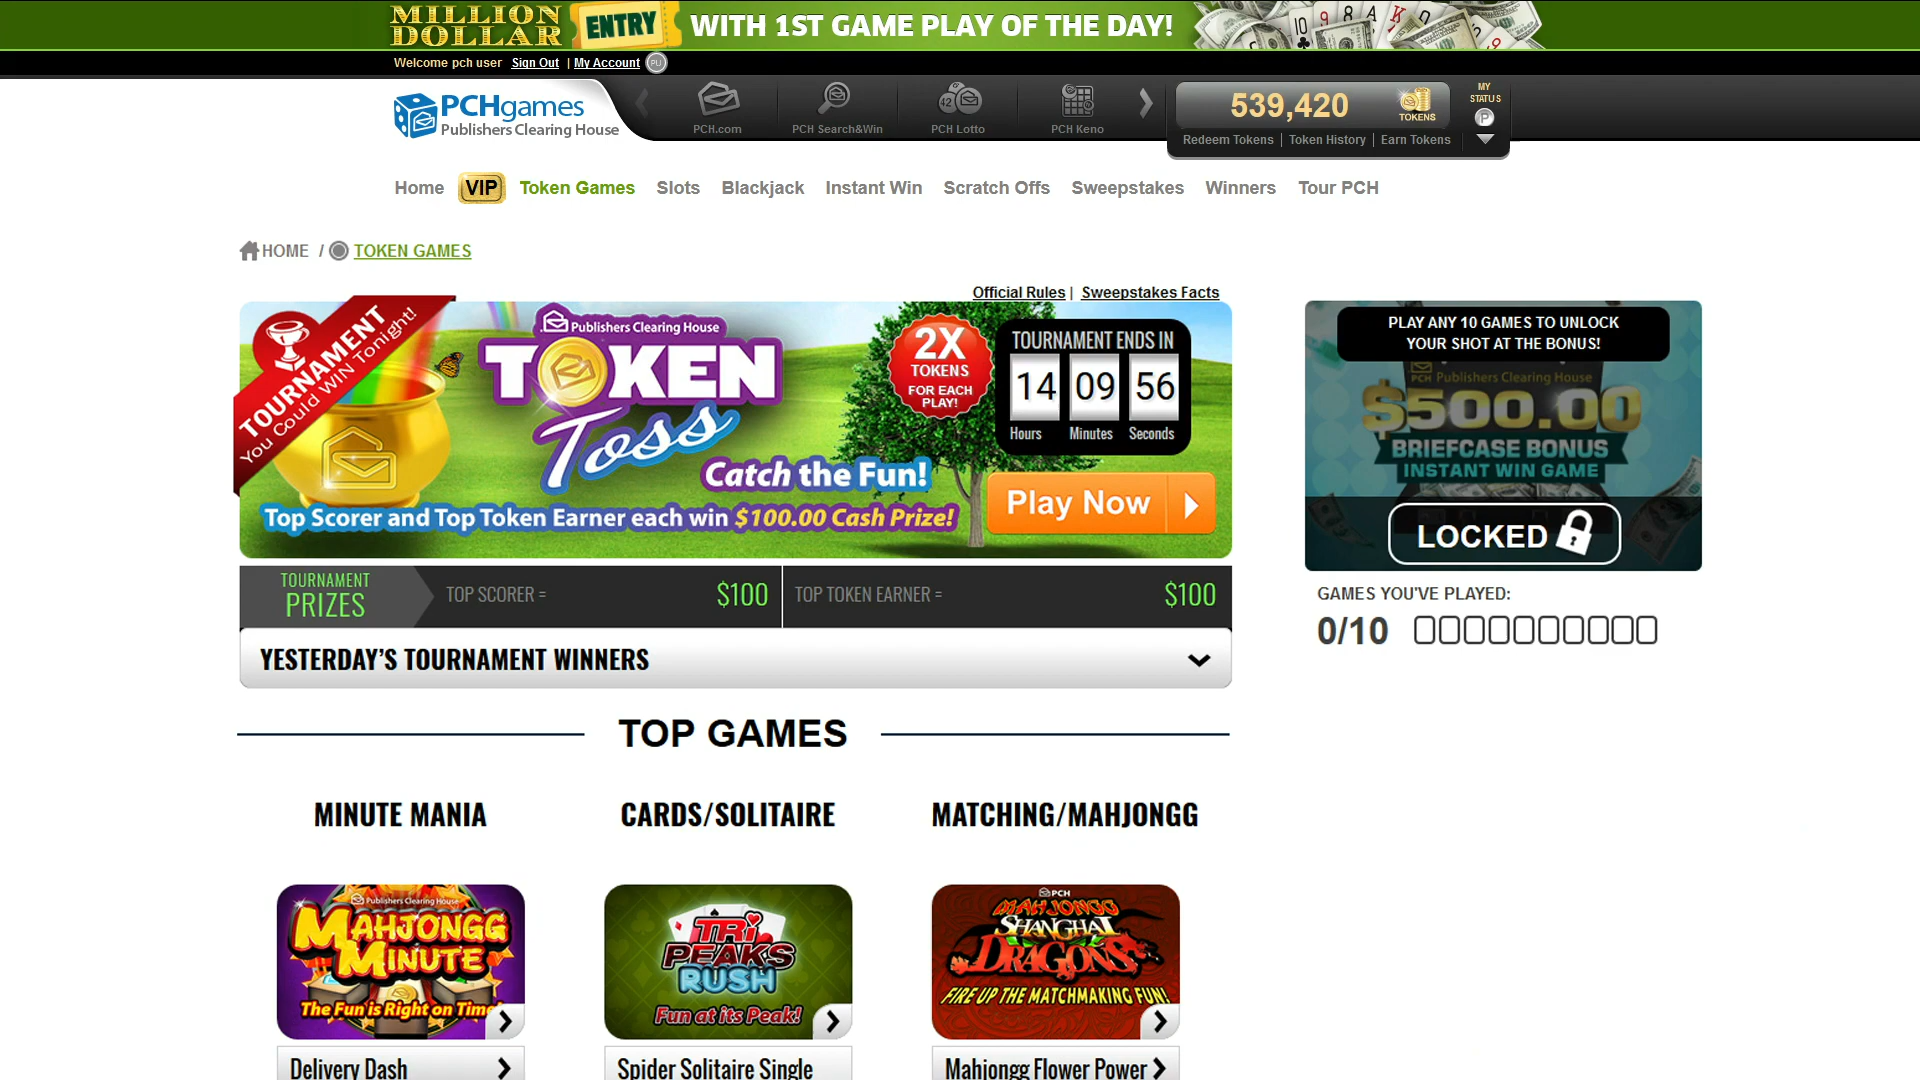 MILLION DOLLAR ENTRY WITH 1ST GAME PLAY OF THE DAY!
Welcome pch user Sign Out | My Account PU
PCHgames
Publishers Clearing House
PCH.com
PCH Search&Win
42
PCH Lotto
PCH Keno
539,420
TOKENS
Redeem Tokens | Token History | Earn Tokens
MY STATUS
P
Home VIP Token Games Slots Blackjack Instant Win Scratch Offs Sweepstakes Winners Tour PCH
HOME / TOKEN GAMES
Official Rules | Sweepstakes Facts
TOURNAMENT
You Could WIN Tonight!
Publishers Clearing House
TOKEN
Toss
Catch the Fun!
Top Scorer and Top Token Earner each win $100.00 Cash Prize!
2X
TOKENS
FOR EACH
PLAY!
TOURNAMENT ENDS IN
14 09 56
Hours Minutes Seconds
Play Now
PLAY ANY 10 GAMES TO UNLOCK
YOUR SHOT AT THE BONUS!
PCH Publishers Clearing House
$500.00
BRIEFCASE BONUS
INSTANT WIN GAME
LOCKED
GAMES YOU'VE PLAYED:
0/10
TOURNAMENT
PRIZES
TOP SCORER = $100
TOP TOKEN EARNER = $100
YESTERDAY'S TOURNAMENT WINNERS
TOP GAMES
MINUTE MANIA
CARDS/SOLITAIRE
MATCHING/MAHJONGG
Publishers Clearing House
MAHJONGG
MINUTE
The Fun is Right on Time
TRI
PEAKS
RUSH
Fun at its Peak!
PCH
MAHJONGG
SHANGHAI
DRAGONS
FIRE UP THE MATCHMAKING FUN!
Delivery Dash
Spider Solitaire Single
Mahjongg Flower Power